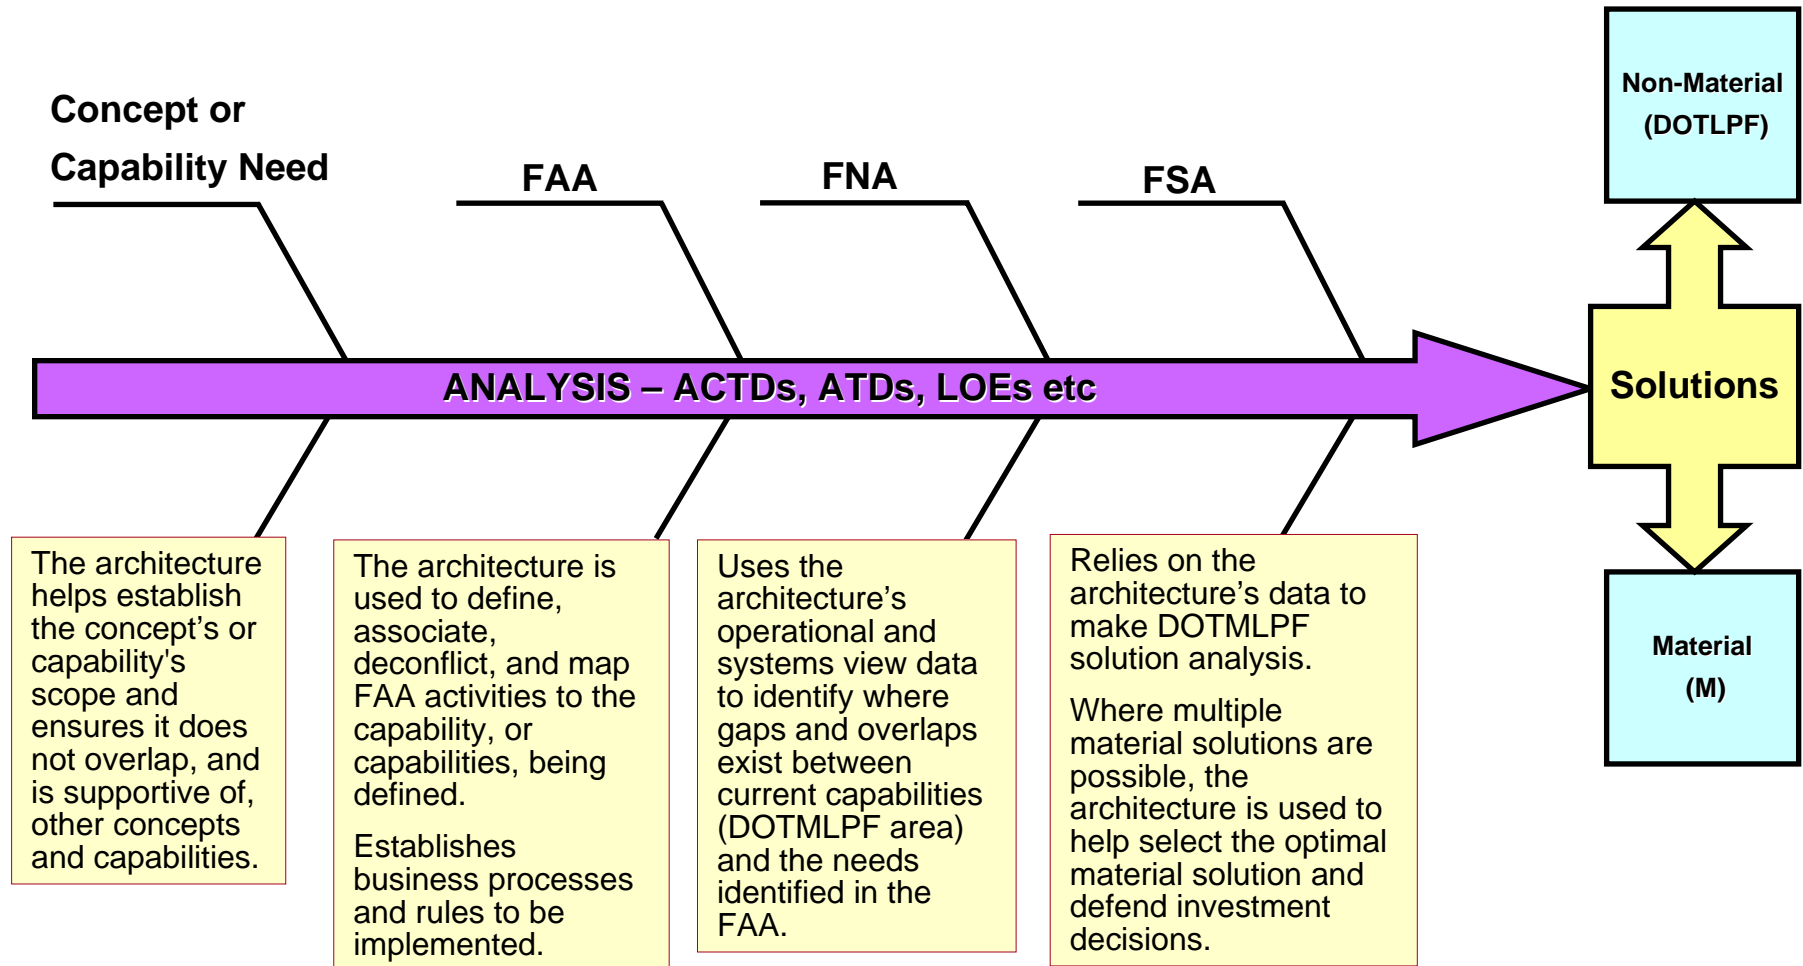 Concept or
Capability Need
FAA
FNA
FSA
Non-Material
(DOTLPF)
ANALYSIS – ACTDs, ATDs, LOEs etc
Solutions
Material
(M)
The architecture
helps establish
the concept’s or
capability's
scope and
ensures it does
not overlap, and
is supportive of,
other concepts
and capabilities.
The architecture is
used to define,
associate,
deconflict, and map
FAA activities to the
capability, or
capabilities, being
defined.
Establishes
business processes
and rules to be
implemented.
Uses the
architecture’s
operational and
systems view data
to identify where
gaps and overlaps
exist between
current capabilities
(DOTMLPF area)
and the needs
identified in the
FAA.
Relies on the
architecture’s data to
make DOTMLPF
solution analysis.
Where multiple
material solutions are
possible, the
architecture is used to
help select the optimal
material solution and
defend investment
decisions.